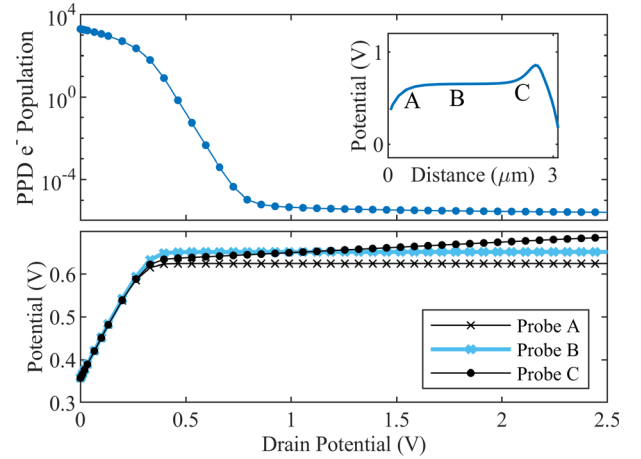 10^4
10^0
10^-4
PPD e^- Population
1
0
Potential (V)
A
B
C
0
3
Distance (μm)
0.6
0.5
0.4
0.3
Potential (V)
Probe A
Probe B
Probe C
0
0.5
1
1.5
2
2.5
Drain Potential (V)